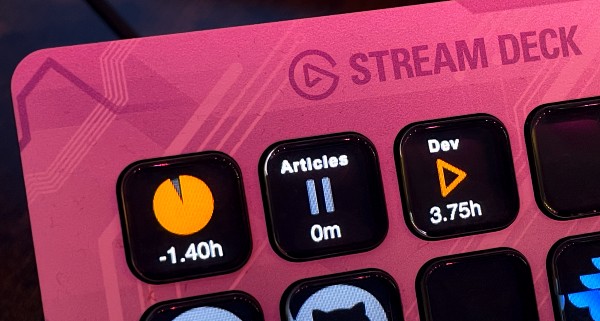 STREAM DECK
-1.40h
Articles
0m
Dev
3.75h